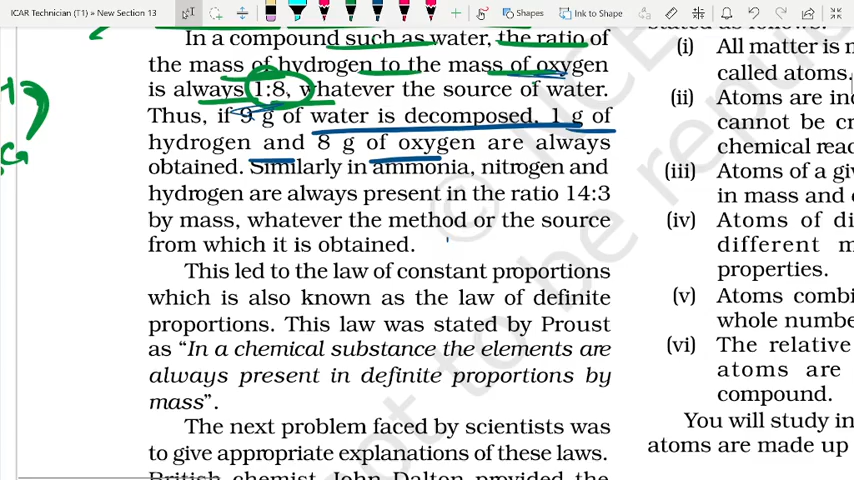 ICAR Technician (T1) » New Section 13
Ink to Shape
Share
In a compound such as water, the ratio of
the mass of hydrogen to the mass of oxygen
is always 1:8, whatever the source of water.
Thus, if 9 g of water is decomposed, 1 g of
hydrogen and 8 g of oxygen are always
obtained. Similarly in ammonia, nitrogen and
hydrogen are always present in the ratio 14:3
by mass, whatever the method or the source
from which it is obtained.
This led to the law of constant proportions
which is also known as the law of definite
proportions. This law was stated by Proust
as “In a chemical substance the elements are
always present in definite proportions by
mass”.
The next problem faced by scientists was
to give appropriate explanations of these laws.
British chemist John Dalton provided the
(i) All matter is
called atoms.
(ii) Atoms are
cannot be
chemical
(iii) Atoms of a
in mass and
(iv) Atoms of
different
properties.
(v) Atoms
whole
(vi) The relative
atoms are
compound.
You will study in
atoms are made up
© 
be